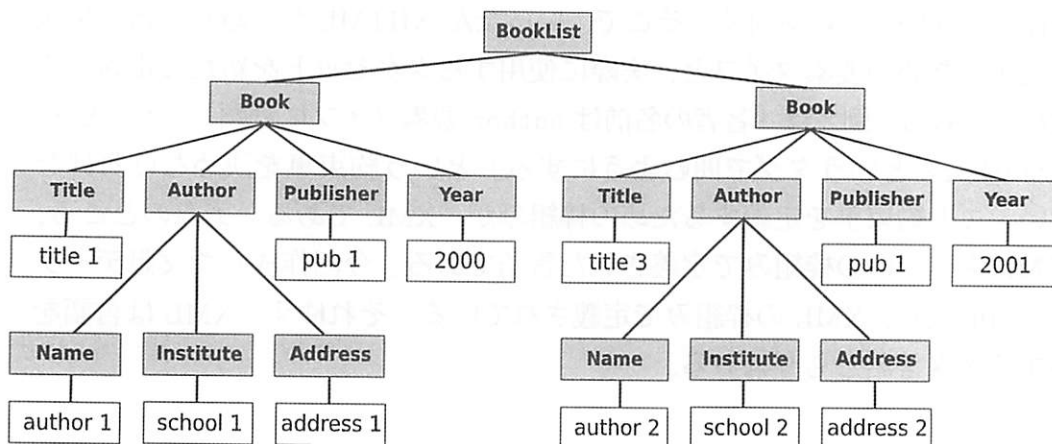 BookList
Book Book
Title Author Publisher Year Title Author Publisher Year
title 1 pub 1 2000 title 3 pub 1 2001
Name Institute Address Name Institute Address
author 1 school 1 address 1 author 2 school 2 address 2